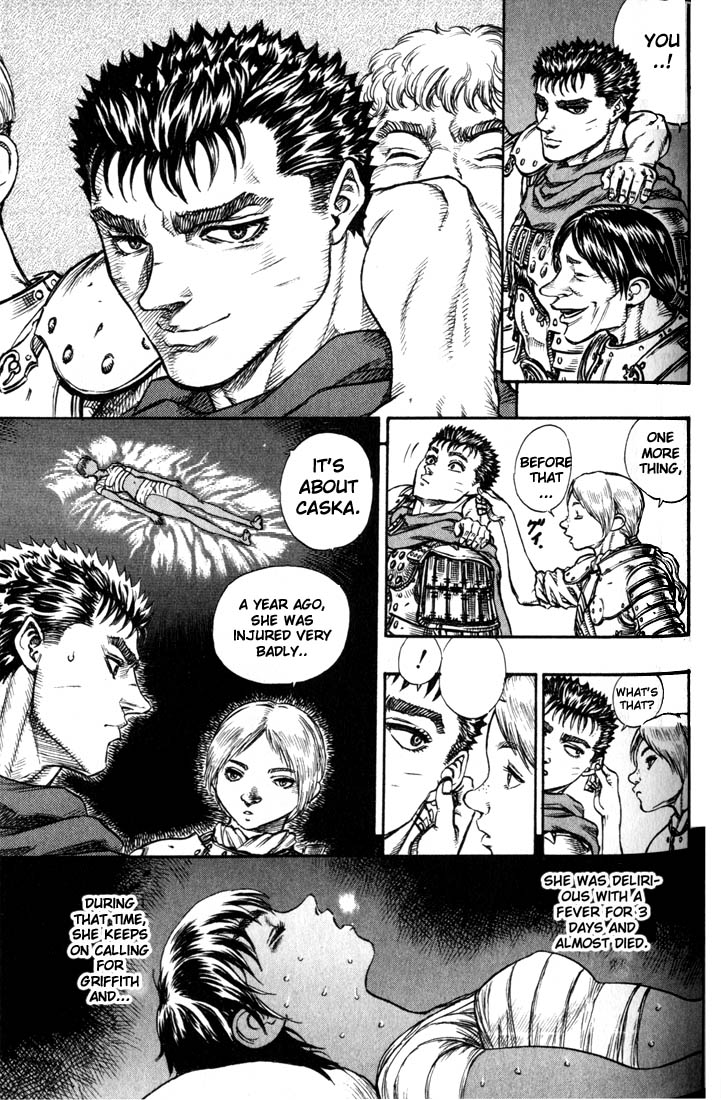 YOU
..!
ONE
MORE
THING,
BEFORE
THAT
...
グイ
WHAT'S
THAT?
!
IT'S
ABOUT
CASKA.
A YEAR AGO,
SHE WAS
INJURED VERY
BADLY..
SHE WAS DELIRI-
OUS WITH A
FEVER FOR 3
DAYS AND
ALMOST DIED.
DURING
THAT TIME,
SHE KEEPS
ON CALLING
FOR
GRIFFITH
AND...